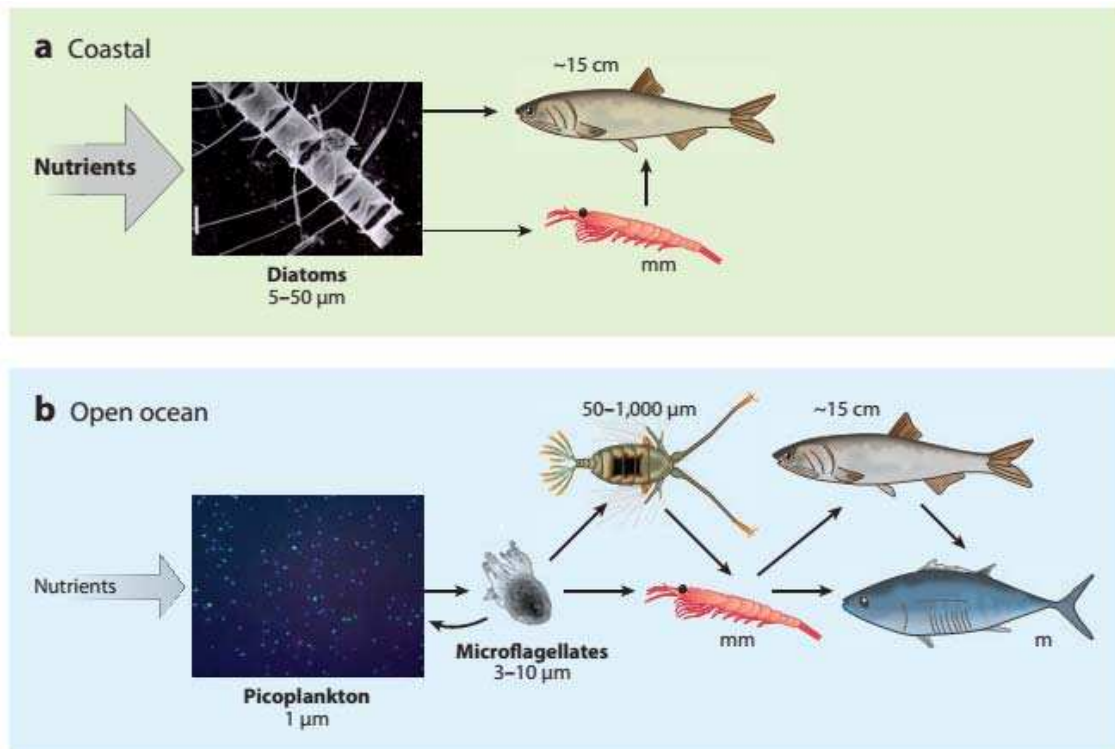 a Coastal
~15 cm
Nutrients
mm
Diatoms
5–50 µm
b Open ocean
50–1,000 µm
~15 cm
Nutrients
mm
m
Microflagellates
3–10 µm
Picoplankton
1 µm